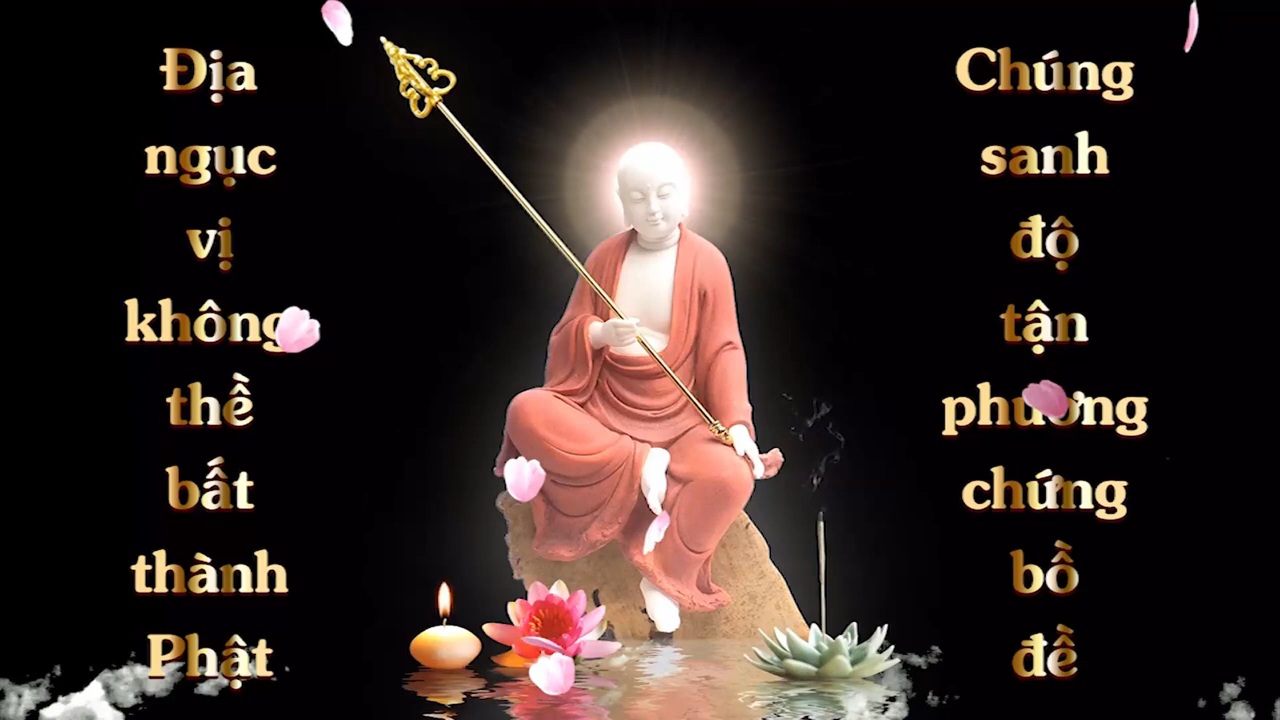 Địa
ngục
vị
không
thề
bất
thành
Phật
Chúng
sanh
độ
tận
phương
chứng
bồ
đề